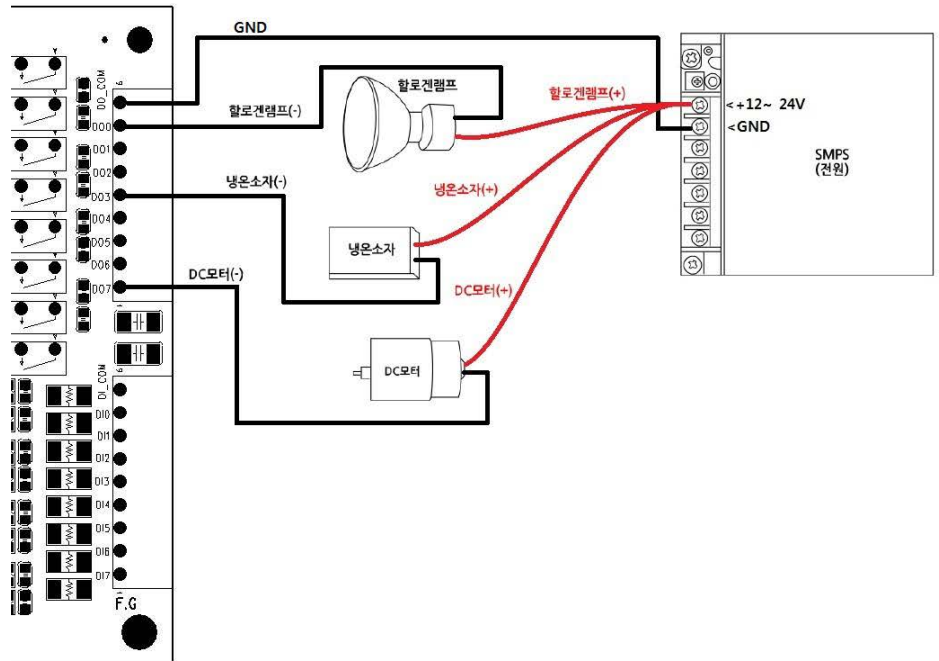 GND
DO_COM
할로겐램프
할로겐램프(+)
할로겐램프(-)
<+12~ 24V
<GND
SMPS
(전원)
DO0
DO1
DO2
냉온소자(-)
냉온소자(+)
DO3
DO4
냉온소자
DO5
DO6
DC모터(-)
DC모터(+)
DO7
DC모터
DI_COM
DI0
DI1
DI2
DI3
DI4
DI5
DI6
DI7
F.G